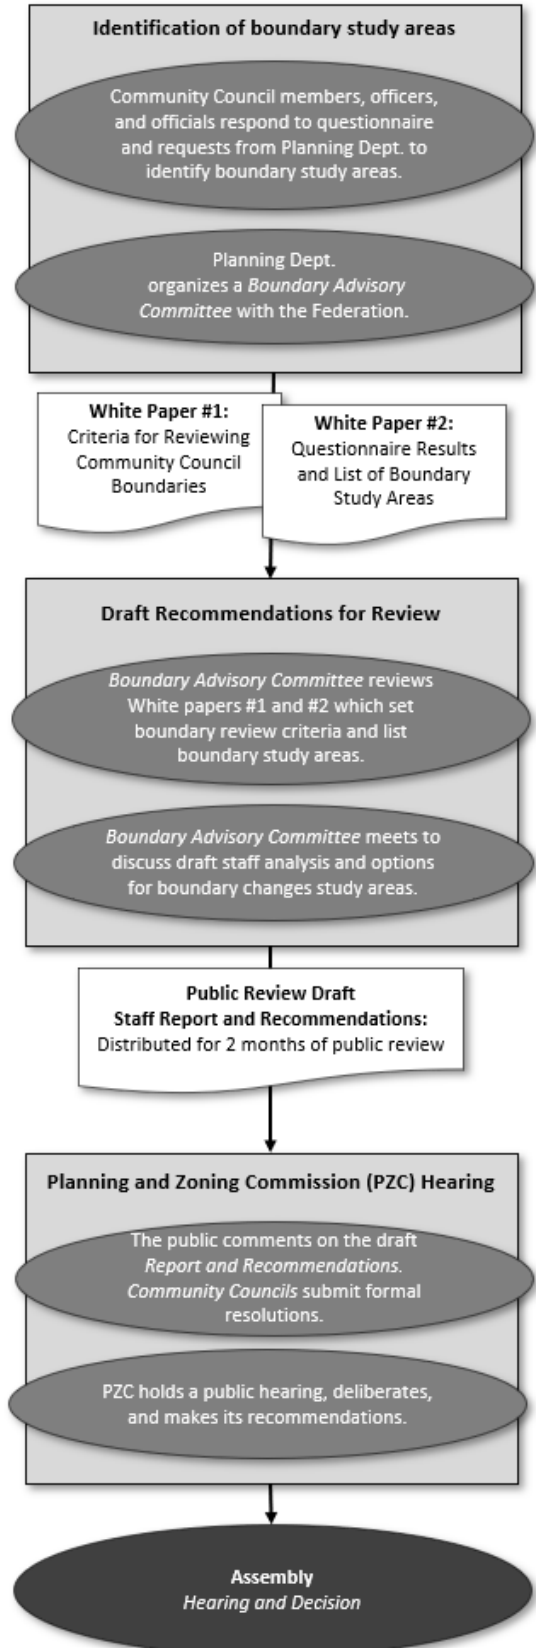 Identification of boundary study areas
Community Council members, officers,
and officials respond to questionnaire
and requests from Planning Dept. to
identify boundary study areas.
Planning Dept.
organizes a Boundary Advisory
Committee with the Federation.
White Paper #1:
Criteria for Reviewing
Community Council
Boundaries
White Paper #2:
Questionnaire Results
and List of Boundary
Study Areas
Draft Recommendations for Review
Boundary Advisory Committee reviews
White papers #1 and #2 which set
boundary review criteria and list
boundary study areas.
Boundary Advisory Committee meets to
discuss draft staff analysis and options
for boundary changes study areas.
Public Review Draft
Staff Report and Recommendations:
Distributed for 2 months of public review
Planning and Zoning Commission (PZC) Hearing
The public comments on the draft
Report and Recommendations.
Community Councils submit formal
resolutions.
PZC holds a public hearing, deliberates,
and makes its recommendations.
Assembly
Hearing and Decision